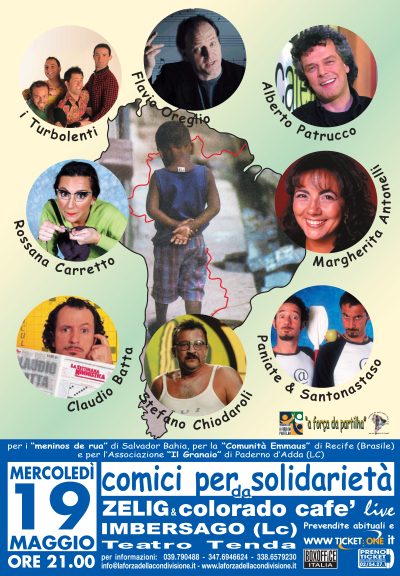 i Turbolenti
Flavio Oreglio
Alberto Patrucco
Rossana Carretto
Margherita Antonelli
Claudio Batta
Stefano Chiodaroli
Paniate & Santonastaso
"a força da partilha"
per i "meninos de rua" di Salvador Bahia, per la "Comunità Emmaus" di Recife (Brasile)
e per l'Associazione "Il Granaio" di Paderno d'Adda (LC)
MERCOLEDÌ
19
MAGGIO
ORE 21.00
comici per solidarietà
da
ZELIG & colorado cafe' live
IMBERSAGO (Lc)
Teatro Tenda
Prevendite abituali e
www.TICKETONE.it
per informazioni: 039.790488 - 347.6946624 - 338.6579230
info@laforzadellacondivisione.it - www.laforzadellacondivisione.it
BOXOFFICE
ITALIA
PRENO
TICKET